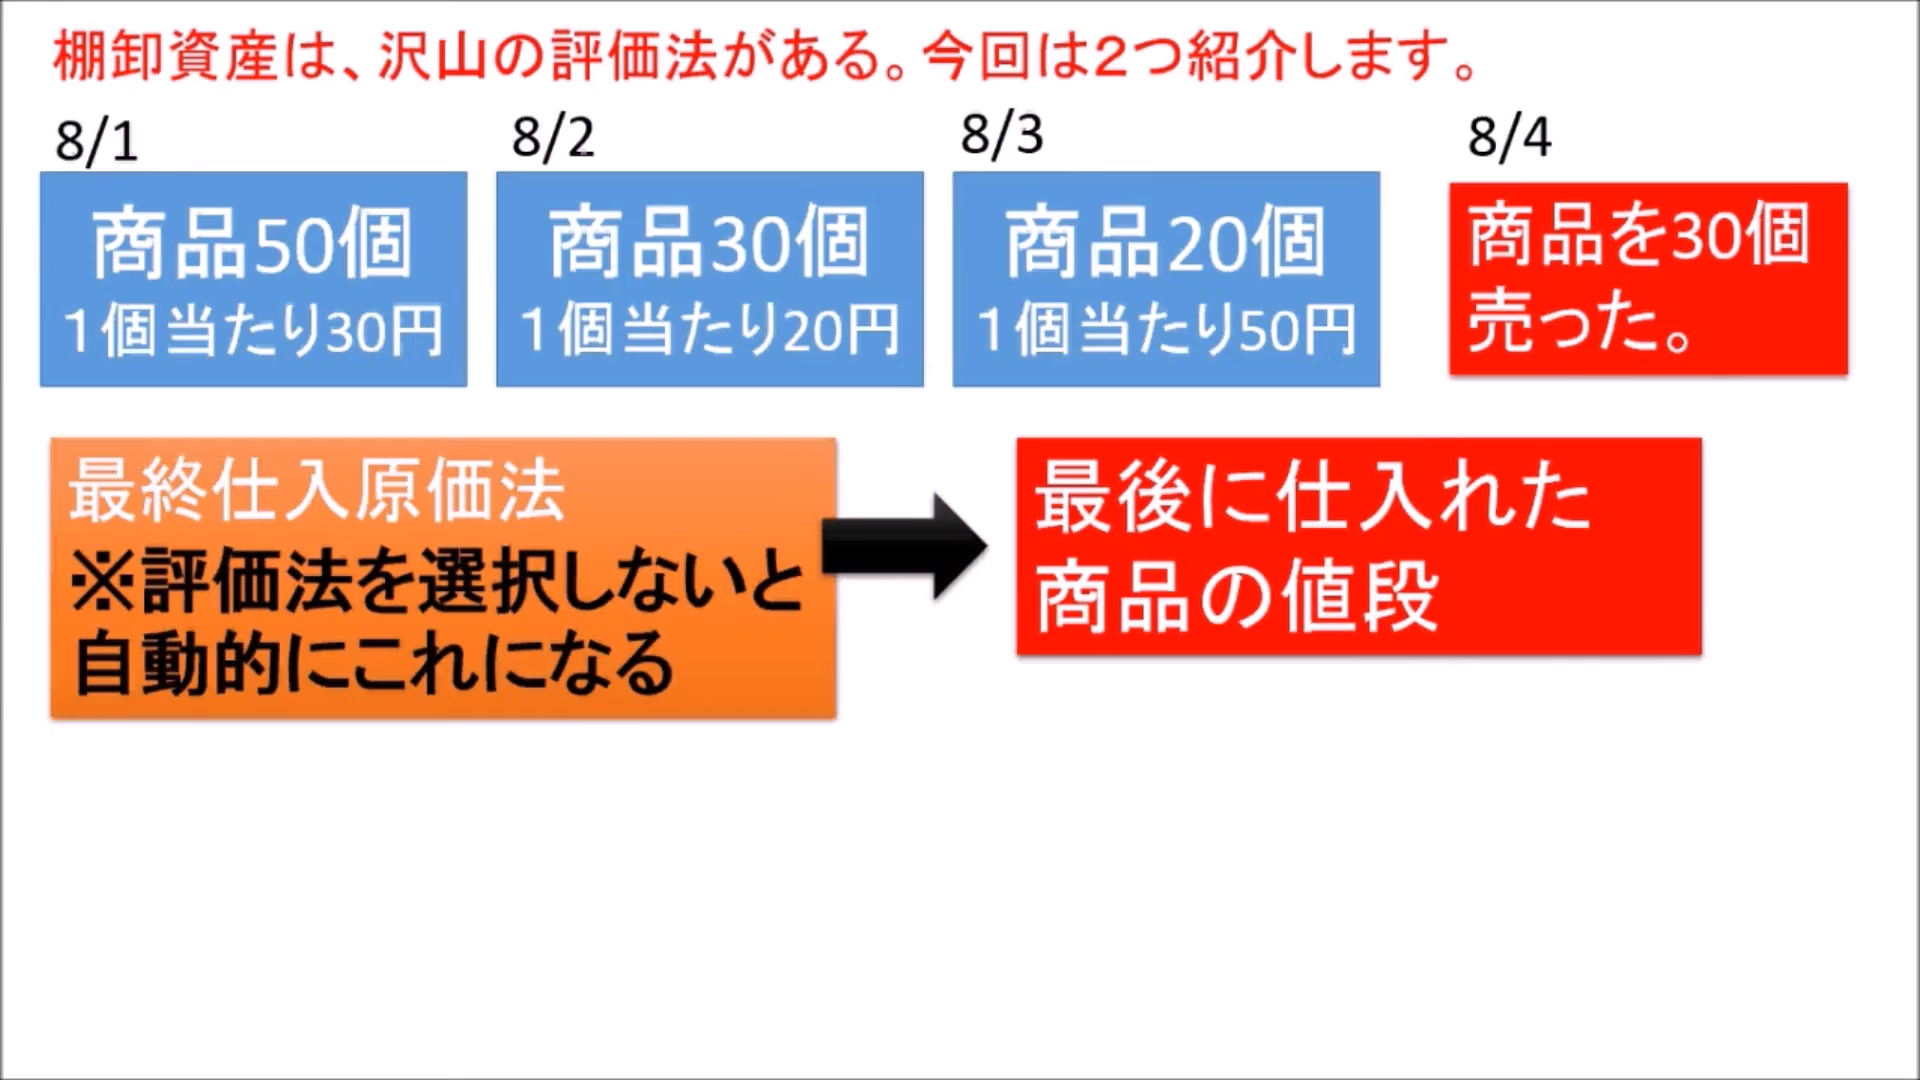 棚卸資産は、沢山の評価法がある。今回は２つ紹介します。
8/1
商品50個
１個当たり30円
8/2
商品30個
１個当たり20円
8/3
商品20個
１個当たり50円
8/4
商品を30個
売った。
最終仕入原価法
※評価法を選択しないと
自動的にこれになる
最後に仕入れた
商品の値段